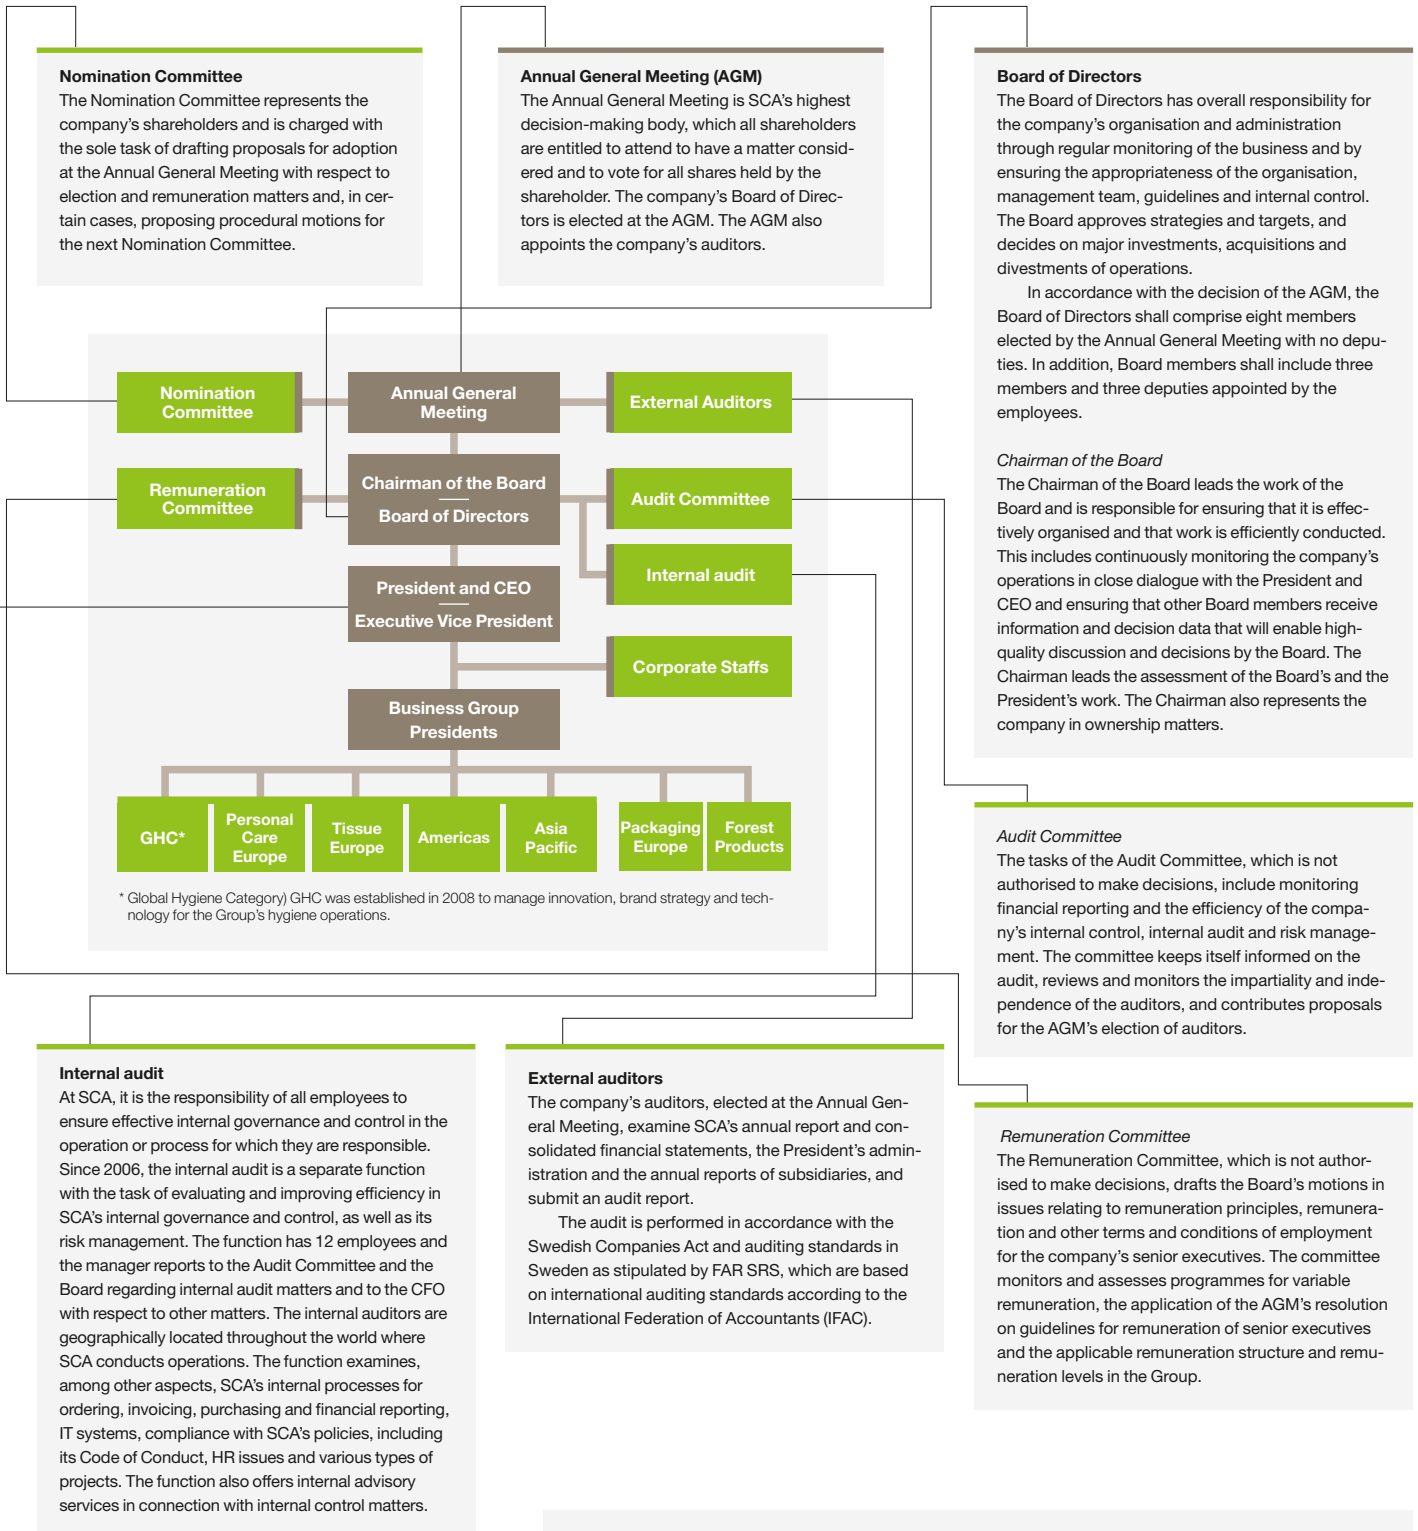 Nomination Committee
The Nomination Committee represents the
company’s shareholders and is charged with
the sole task of drafting proposals for adoption
at the Annual General Meeting with respect to
election and remuneration matters and, in cer-
tain cases, proposing procedural motions for
the next Nomination Committee.
Annual General Meeting (AGM)
The Annual General Meeting is SCA’s highest
decision-making body, which all shareholders
are entitled to attend to have a matter consid-
ered and to vote for all shares held by the
shareholder. The company’s Board of Direc-
tors is elected at the AGM. The AGM also
appoints the company’s auditors.
Board of Directors
The Board of Directors has overall responsibility for
the company’s organisation and administration
through regular monitoring of the business and by
ensuring the appropriateness of the organisation,
management team, guidelines and internal control.
The Board approves strategies and targets, and
decides on major investments, acquisitions and
divestments of operations.
In accordance with the decision of the AGM, the
Board of Directors shall comprise eight members
elected by the Annual General Meeting with no depu-
ties. In addition, Board members shall include three
members and three deputies appointed by the
employees.
Chairman of the Board
The Chairman of the Board leads the work of the
Board and is responsible for ensuring that it is effec-
tively organised and that work is efficiently conducted.
This includes continuously monitoring the company’s
operations in close dialogue with the President and
CEO and ensuring that other Board members receive
information and decision data that will enable high-
quality discussion and decisions by the Board. The
Chairman leads the assessment of the Board’s and the
President’s work. The Chairman also represents the
company in ownership matters.
Nomination
Committee
Annual General
Meeting
External Auditors
Remuneration
Committee
Chairman of the Board
Board of Directors
Audit Committee
Internal audit
President and CEO
Executive Vice President
Corporate Staffs
Business Group
Presidents
GHC*
Personal
Care
Europe
Tissue
Europe
Americas
Asia
Pacific
Packaging
Europe
Forest
Products
* Global Hygiene Category) GHC was established in 2008 to manage innovation, brand strategy and tech-
nology for the Group’s hygiene operations.
Audit Committee
The tasks of the Audit Committee, which is not
authorised to make decisions, include monitoring
financial reporting and the efficiency of the compa-
ny’s internal control, internal audit and risk manage-
ment. The committee keeps itself informed on the
audit, reviews and monitors the impartiality and inde-
pendence of the auditors, and contributes proposals
for the AGM’s election of auditors.
Internal audit
At SCA, it is the responsibility of all employees to
ensure effective internal governance and control in the
operation or process for which they are responsible.
Since 2006, the internal audit is a separate function
with the task of evaluating and improving efficiency in
SCA’s internal governance and control, as well as its
risk management. The function has 12 employees and
the manager reports to the Audit Committee and the
Board regarding internal audit matters and to the CFO
with respect to other matters. The internal auditors are
geographically located throughout the world where
SCA conducts operations. The function examines,
among other aspects, SCA’s internal processes for
ordering, invoicing, purchasing and financial reporting,
IT systems, compliance with SCA’s policies, including
its Code of Conduct, HR issues and various types of
projects. The function also offers internal advisory
services in connection with internal control matters.
External auditors
The company’s auditors, elected at the Annual Gen-
eral Meeting, examine SCA’s annual report and con-
solidated financial statements, the President’s admin-
istration and the annual reports of subsidiaries, and
submit an audit report.
The audit is performed in accordance with the
Swedish Companies Act and auditing standards in
Sweden as stipulated by FAR SRS, which are based
on international auditing standards according to the
International Federation of Accountants (IFAC).
Remuneration Committee
The Remuneration Committee, which is not author-
ised to make decisions, drafts the Board’s motions in
issues relating to remuneration principles, remunera-
tion and other terms and conditions of employment
for the company’s senior executives. The committee
monitors and assesses programmes for variable
remuneration, the application of the AGM’s resolution
on guidelines for remuneration of senior executives
and the applicable remuneration structure and remu-
neration levels in the Group.